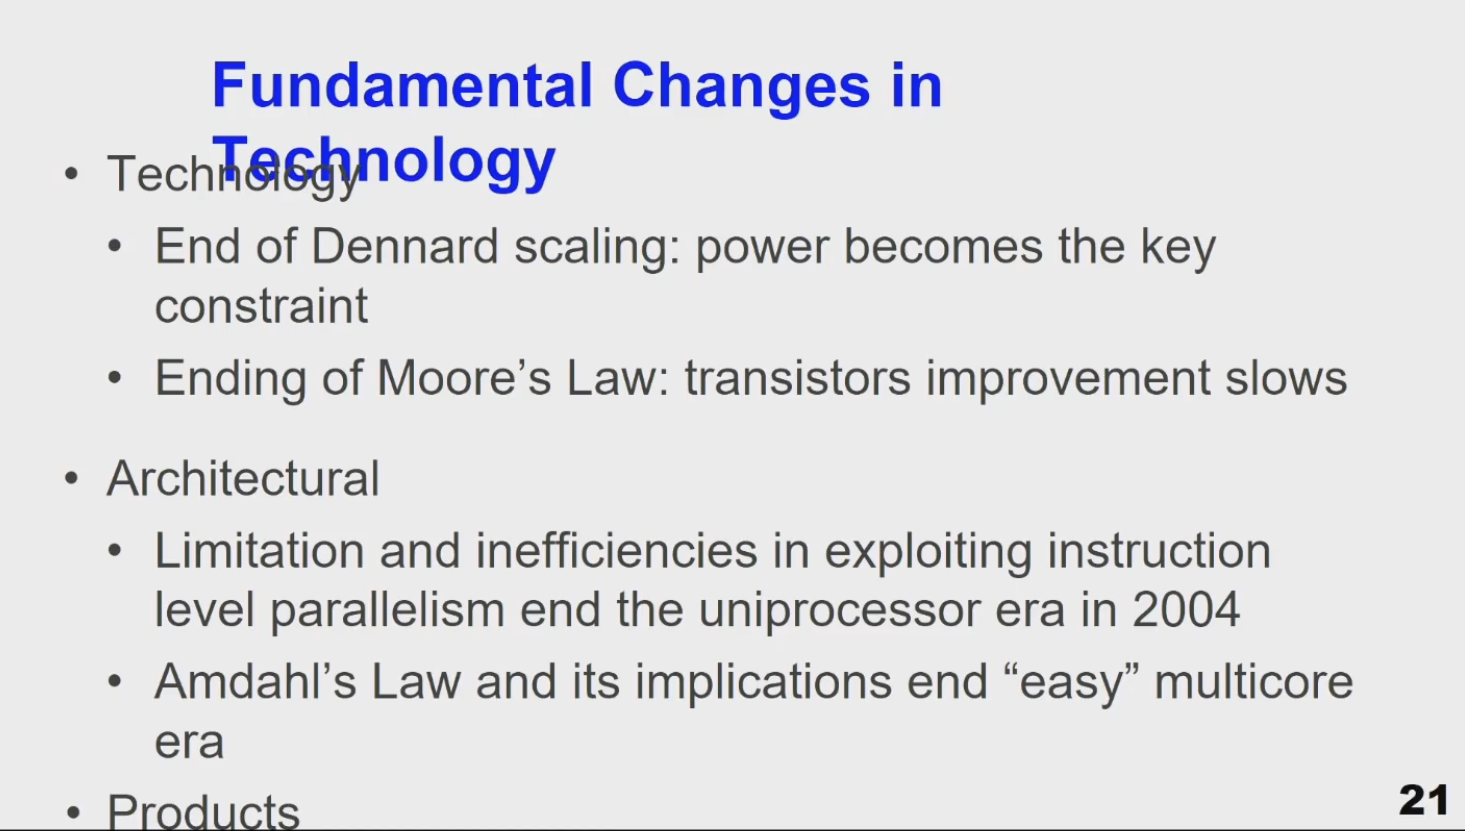 Fundamental Changes in
Technology
• Technology
• End of Dennard scaling: power becomes the key
constraint
• Ending of Moore’s Law: transistors improvement slows
• Architectural
• Limitation and inefficiencies in exploiting instruction
level parallelism end the uniprocessor era in 2004
• Amdahl’s Law and its implications end “easy” multicore
era
• Products
21